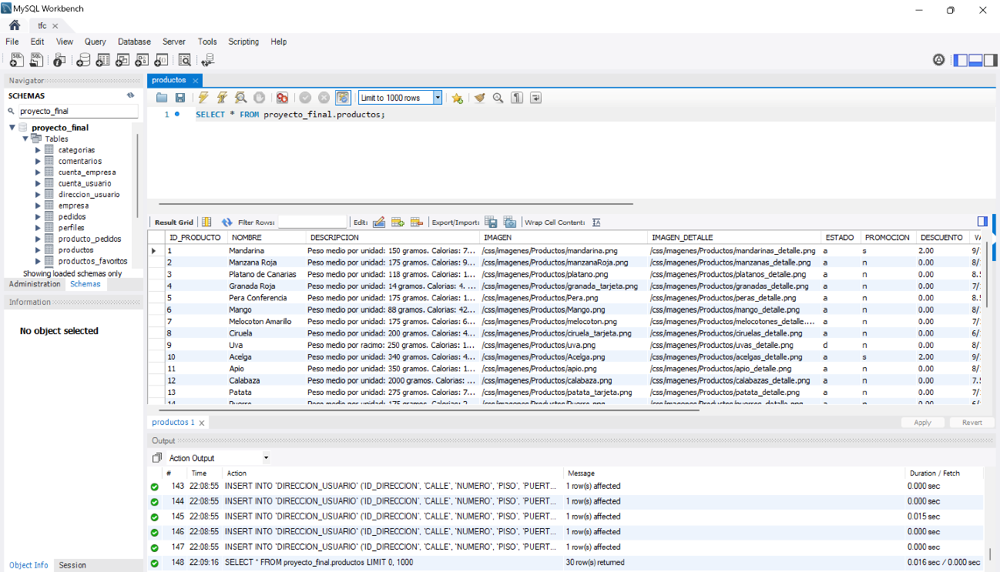 MySQL Workbench
tfc
File Edit View Query Database Server Tools Scripting Help
Navigator
SCHEMAS
proyecto_final
proyecto_final
Tables
categorias
comentarios
cuenta_empresa
cuenta_usuario
direccion_usuario
empresa
pedidos
perfiles
producto_pedidos
productos
productos_favoritos
Showing loaded schemas only
Administration Schemas
Information
No object selected
Object Info Session
productos
Limit to 1000 rows
1 SELECT * FROM proyecto_final.productos;
Result Grid Filter Rows: Edit: Export/Import: Wrap Cell Content:
ID_PRODUCTO NOMBRE DESCRIPCION IMAGEN IMAGEN_DETALLE ESTADO PROMOCION DESCUENTO VA
1 Mandarina Peso medio por unidad: 150 gramos. Calorias: 7... /css/imagenes/Productos/mandarina.png /css/imagenes/Productos/mandarinas_detalle.png a s 2.00 9/
2 Manzana Roja Peso medio por unidad: 175 gramos. Calorias: 9... /css/imagenes/Productos/manzanaRoja.png /css/imagenes/Productos/manzanas_detalle.png a n 0.00 8/
3 Platano de Canarias Peso medio por unidad: 118 gramos. Calorias: 1... /css/imagenes/Productos/platano.png /css/imagenes/Productos/platanos_detalle.png a n 0.00 8.5
4 Granada Roja Peso medio por unidad: 14 gramos. Calorias: 4. ... /css/imagenes/Productos/granada_tarjeta.png /css/imagenes/Productos/granadas_detalle.png a n 0.00 7/
5 Pera Conferencia Peso medio por unidad: 175 gramos. Calorias: 1... /css/imagenes/Productos/Pera.png /css/imagenes/Productos/peras_detalle.png a n 0.00 8.5
6 Mango Peso medio por unidad: 88 gramos. Calorias: 42... /css/imagenes/Productos/Mango.png /css/imagenes/Productos/mango_detalle.png a n 0.00 8/
7 Melocoton Amarillo Peso medio por unidad: 175 gramos. Calorias: 6... /css/imagenes/Productos/melocoton.png /css/imagenes/Productos/melocotones_detalle.... a n 0.00 8/
8 Ciruela Peso medio por unidad: 200 gramos. Calorias: 4... /css/imagenes/Productos/ciruela_tarjeta.png /css/imagenes/Productos/ciruelas_detalle.png a n 0.00 6/
9 Uva Peso medio por racimo: 250 gramos. Calorias: 1... /css/imagenes/Productos/uva.png /css/imagenes/Productos/uvas_detalle.png d n 0.00 8/
10 Acelga Peso medio por unidad: 340 gramos. Calorias: 4... /css/imagenes/Productos/Acelga.png /css/imagenes/Productos/acelgas_detalle.png a s 2.00 9/
11 Apio Peso medio por unidad: 350 gramos. Calorias: 1... /css/imagenes/Productos/apio.png /css/imagenes/Productos/apio_detalle.png a n 0.00 8/
12 Calabaza Peso medio por unidad: 2000 gramos. Calorias: ... /css/imagenes/Productos/calabaza.png /css/imagenes/Productos/calabazas_detalle.png a n 0.00 7.5
13 Patata Peso medio por unidad: 275 gramos. Calorias: 7... /css/imagenes/Productos/patata_tarjeta.png /css/imagenes/Productos/patata_detalle.png a n 0.00 7/
14 Puerro Peso medio por unidad: 175 gramos. Calorias: 2... /css/imagenes/Productos/Puerro.png /css/imagenes/Productos/puerros_detalle.png a n 0.00 6/
productos 1 Apply Revert
Output
Action Output
# Time Action Message Duration / Fetch
143 22:08:55 INSERT INTO `DIRECCION_USUARIO` (`ID_DIRECCION`, `CALLE`, `NUMERO`, `PISO`, `PUERT... 1 row(s) affected 0.000 sec
144 22:08:55 INSERT INTO `DIRECCION_USUARIO` (`ID_DIRECCION`, `CALLE`, `NUMERO`, `PISO`, `PUERT... 1 row(s) affected 0.000 sec
145 22:08:55 INSERT INTO `DIRECCION_USUARIO` (`ID_DIRECCION`, `CALLE`, `NUMERO`, `PISO`, `PUERT... 1 row(s) affected 0.015 sec
146 22:08:55 INSERT INTO `DIRECCION_USUARIO` (`ID_DIRECCION`, `CALLE`, `NUMERO`, `PISO`, `PUERT... 1 row(s) affected 0.000 sec
147 22:08:55 INSERT INTO `DIRECCION_USUARIO` (`ID_DIRECCION`, `CALLE`, `NUMERO`, `PISO`, `PUERT... 1 row(s) affected 0.000 sec
148 22:09:16 SELECT * FROM proyecto_final.productos LIMIT 0, 1000 30 row(s) returned 0.016 sec / 0.000 sec